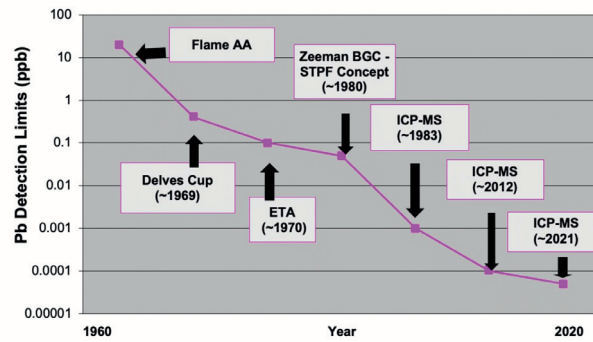 100
10
1
0.1
0.01
0.001
0.0001
0.00001
Pb Detection Limits (ppb)
Flame AA
Delves Cup
(~1969)
ETA
(~1970)
Zeeman BGC -
STPF Concept
(~1980)
ICP-MS
(~1983)
ICP-MS
(~2012)
ICP-MS
(~2021)
1960
Year
2020